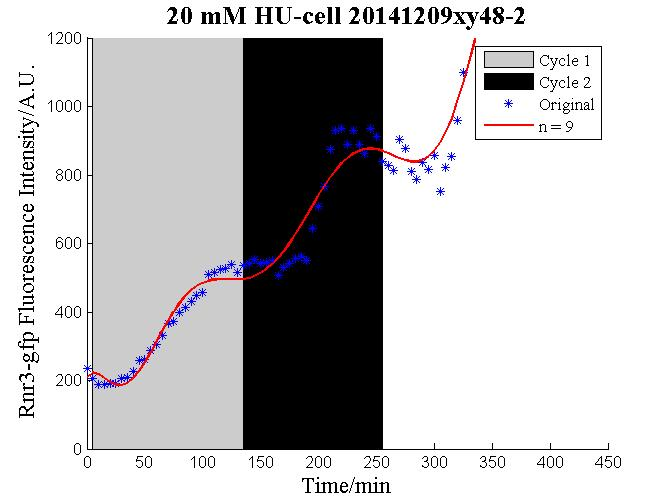 20 mM HU-cell 20141209xy48-2
Rnr3-gfp Fluorescence Intensity/A.U.
1200
1000
800
600
400
200
0
Cycle 1
Cycle 2
Original
n = 9
0 50 100 150 200 250 300 350 400 450
Time/min